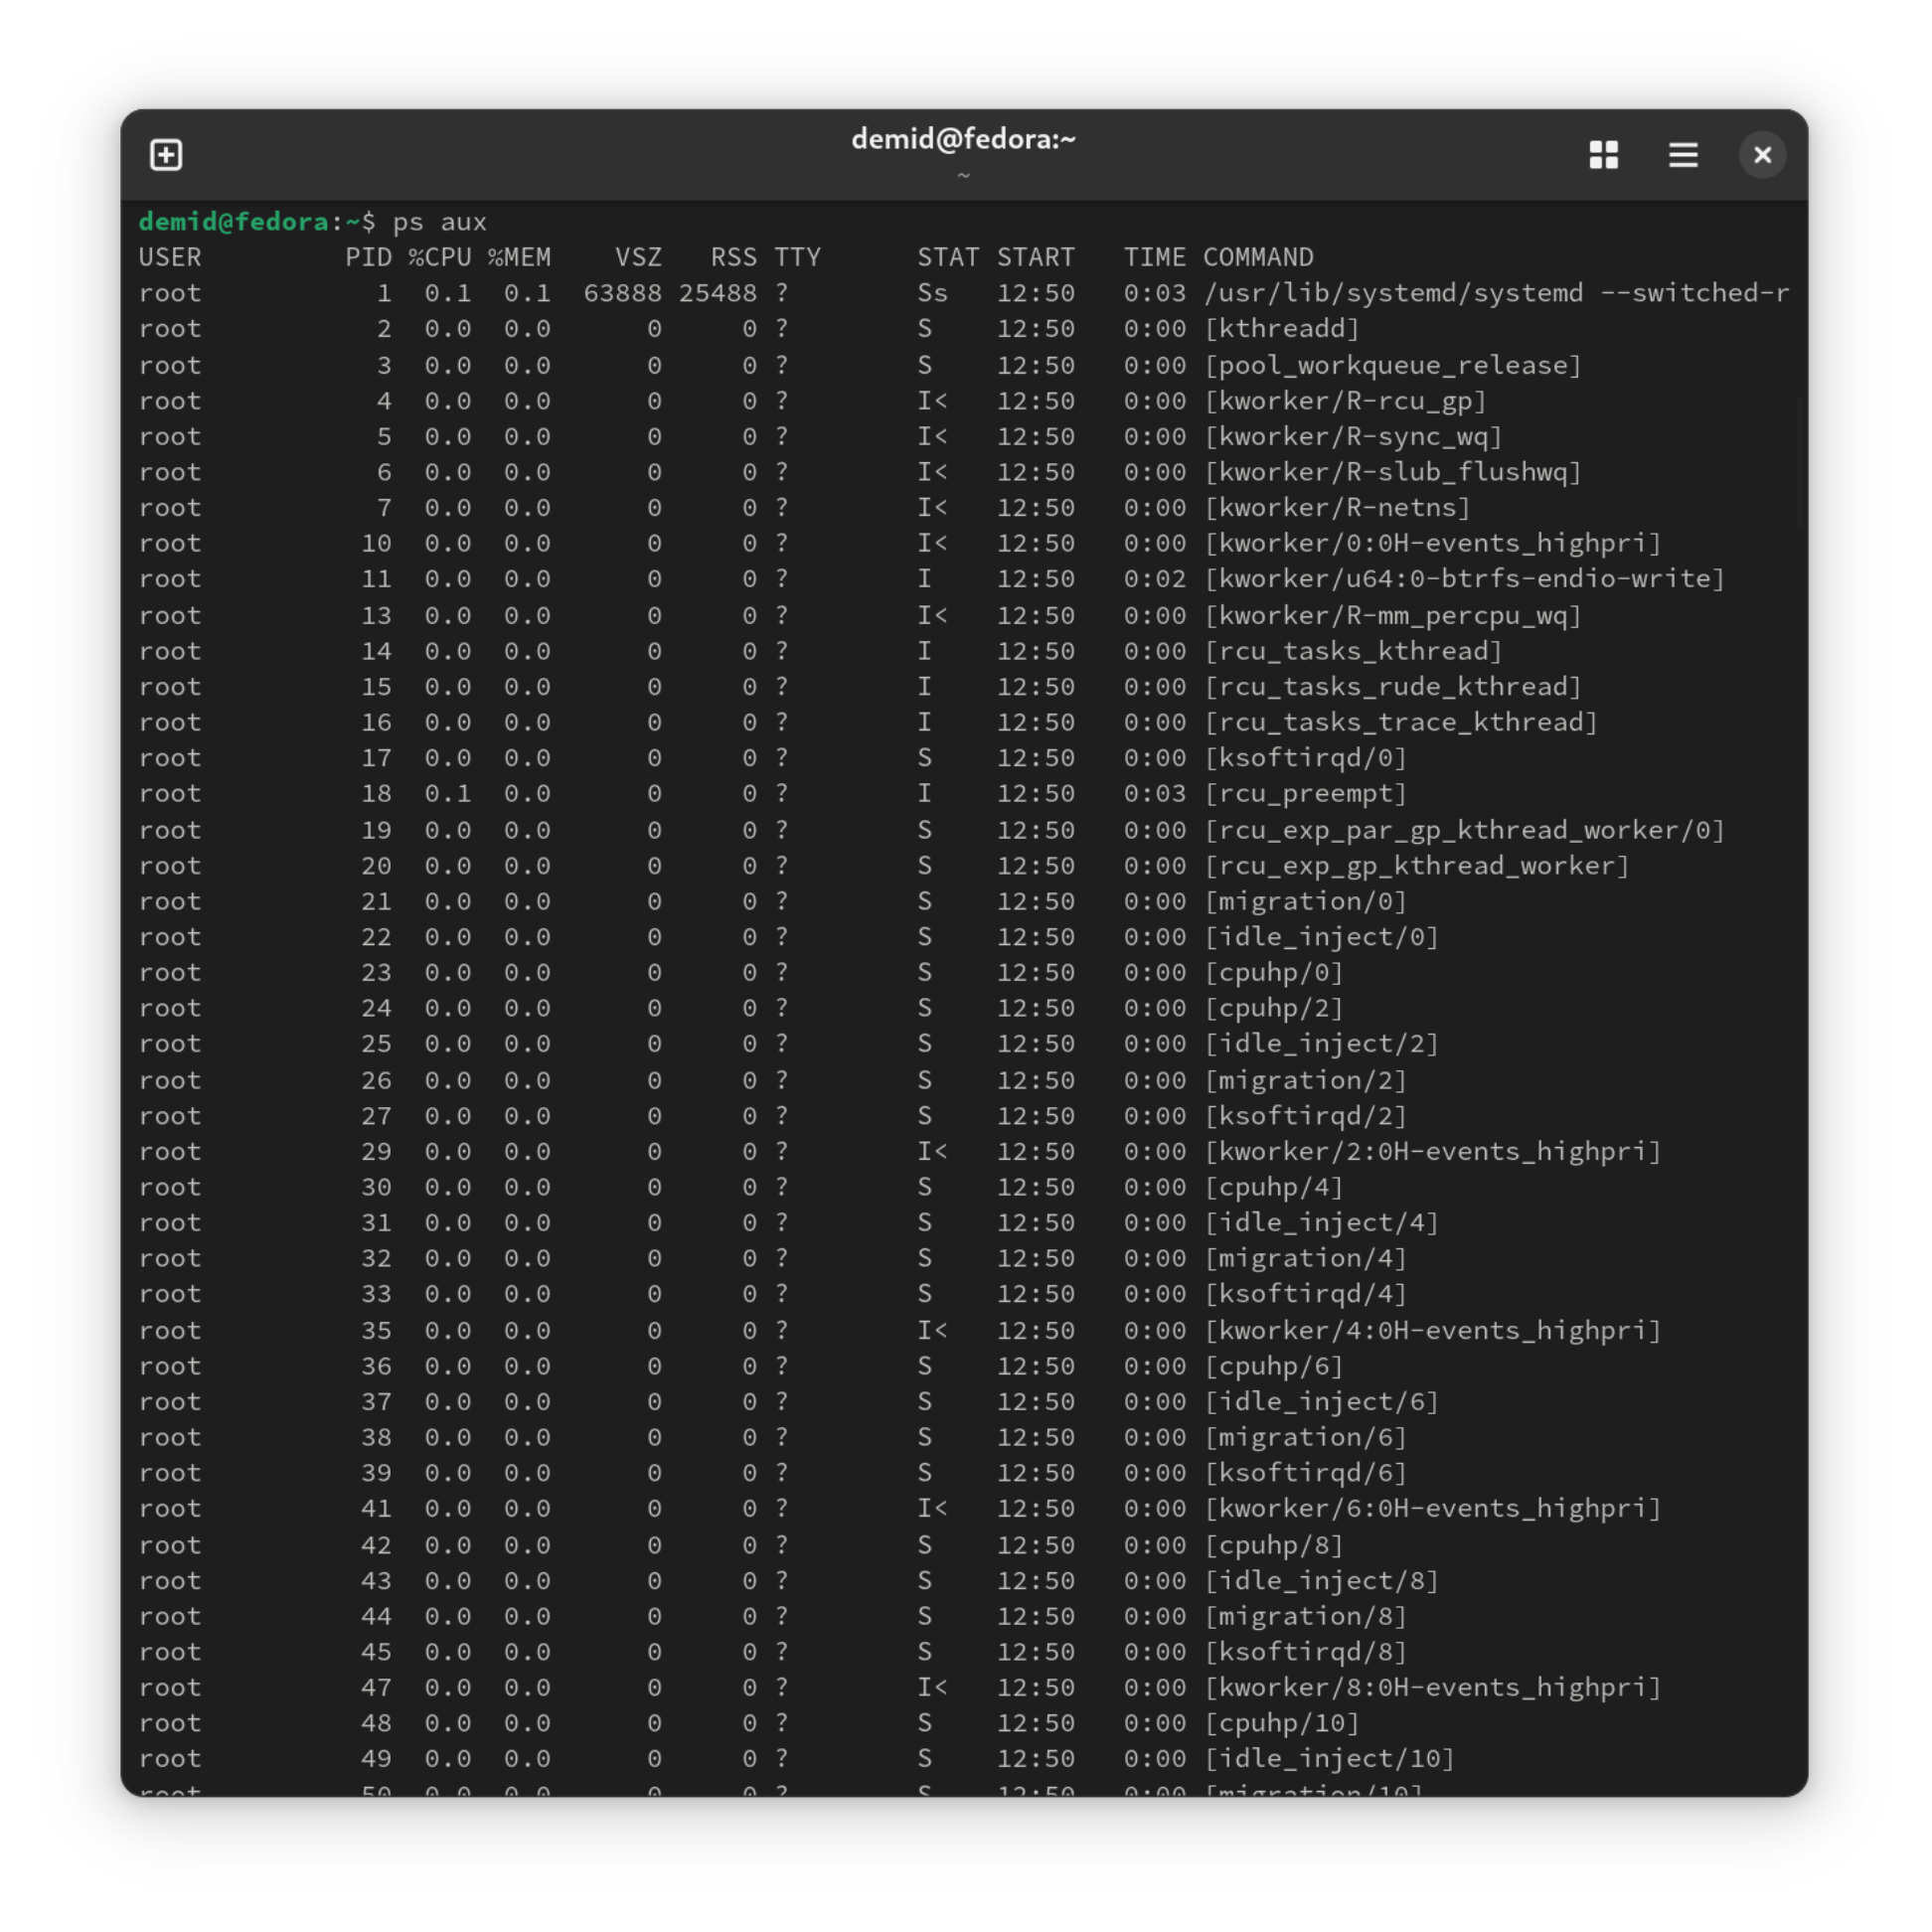 demid@fedora:~
~
demid@fedora:~$ ps aux
USER         PID %CPU %MEM    VSZ   RSS TTY      STAT START   TIME COMMAND
root           1  0.1  0.1  63888 25488 ?        Ss   12:50   0:03 /usr/lib/systemd/systemd --switched-r
root           2  0.0  0.0      0     0 ?        S    12:50   0:00 [kthreadd]
root           3  0.0  0.0      0     0 ?        S    12:50   0:00 [pool_workqueue_release]
root           4  0.0  0.0      0     0 ?        I<   12:50   0:00 [kworker/R-rcu_gp]
root           5  0.0  0.0      0     0 ?        I<   12:50   0:00 [kworker/R-sync_wq]
root           6  0.0  0.0      0     0 ?        I<   12:50   0:00 [kworker/R-slub_flushwq]
root           7  0.0  0.0      0     0 ?        I<   12:50   0:00 [kworker/R-netns]
root          10  0.0  0.0      0     0 ?        I<   12:50   0:00 [kworker/0:0H-events_highpri]
root          11  0.0  0.0      0     0 ?        I    12:50   0:02 [kworker/u64:0-btrfs-endio-write]
root          13  0.0  0.0      0     0 ?        I<   12:50   0:00 [kworker/R-mm_percpu_wq]
root          14  0.0  0.0      0     0 ?        I    12:50   0:00 [rcu_tasks_kthread]
root          15  0.0  0.0      0     0 ?        I    12:50   0:00 [rcu_tasks_rude_kthread]
root          16  0.0  0.0      0     0 ?        I    12:50   0:00 [rcu_tasks_trace_kthread]
root          17  0.0  0.0      0     0 ?        S    12:50   0:00 [ksoftirqd/0]
root          18  0.1  0.0      0     0 ?        I    12:50   0:03 [rcu_preempt]
root          19  0.0  0.0      0     0 ?        S    12:50   0:00 [rcu_exp_par_gp_kthread_worker/0]
root          20  0.0  0.0      0     0 ?        S    12:50   0:00 [rcu_exp_gp_kthread_worker]
root          21  0.0  0.0      0     0 ?        S    12:50   0:00 [migration/0]
root          22  0.0  0.0      0     0 ?        S    12:50   0:00 [idle_inject/0]
root          23  0.0  0.0      0     0 ?        S    12:50   0:00 [cpuhp/0]
root          24  0.0  0.0      0     0 ?        S    12:50   0:00 [cpuhp/2]
root          25  0.0  0.0      0     0 ?        S    12:50   0:00 [idle_inject/2]
root          26  0.0  0.0      0     0 ?        S    12:50   0:00 [migration/2]
root          27  0.0  0.0      0     0 ?        S    12:50   0:00 [ksoftirqd/2]
root          29  0.0  0.0      0     0 ?        I<   12:50   0:00 [kworker/2:0H-events_highpri]
root          30  0.0  0.0      0     0 ?        S    12:50   0:00 [cpuhp/4]
root          31  0.0  0.0      0     0 ?        S    12:50   0:00 [idle_inject/4]
root          32  0.0  0.0      0     0 ?        S    12:50   0:00 [migration/4]
root          33  0.0  0.0      0     0 ?        S    12:50   0:00 [ksoftirqd/4]
root          35  0.0  0.0      0     0 ?        I<   12:50   0:00 [kworker/4:0H-events_highpri]
root          36  0.0  0.0      0     0 ?        S    12:50   0:00 [cpuhp/6]
root          37  0.0  0.0      0     0 ?        S    12:50   0:00 [idle_inject/6]
root          38  0.0  0.0      0     0 ?        S    12:50   0:00 [migration/6]
root          39  0.0  0.0      0     0 ?        S    12:50   0:00 [ksoftirqd/6]
root          41  0.0  0.0      0     0 ?        I<   12:50   0:00 [kworker/6:0H-events_highpri]
root          42  0.0  0.0      0     0 ?        S    12:50   0:00 [cpuhp/8]
root          43  0.0  0.0      0     0 ?        S    12:50   0:00 [idle_inject/8]
root          44  0.0  0.0      0     0 ?        S    12:50   0:00 [migration/8]
root          45  0.0  0.0      0     0 ?        S    12:50   0:00 [ksoftirqd/8]
root          47  0.0  0.0      0     0 ?        I<   12:50   0:00 [kworker/8:0H-events_highpri]
root          48  0.0  0.0      0     0 ?        S    12:50   0:00 [cpuhp/10]
root          49  0.0  0.0      0     0 ?        S    12:50   0:00 [idle_inject/10]
root          50  0.0  0.0      0     0 ?        S    12:50   0:00 [migration/10]